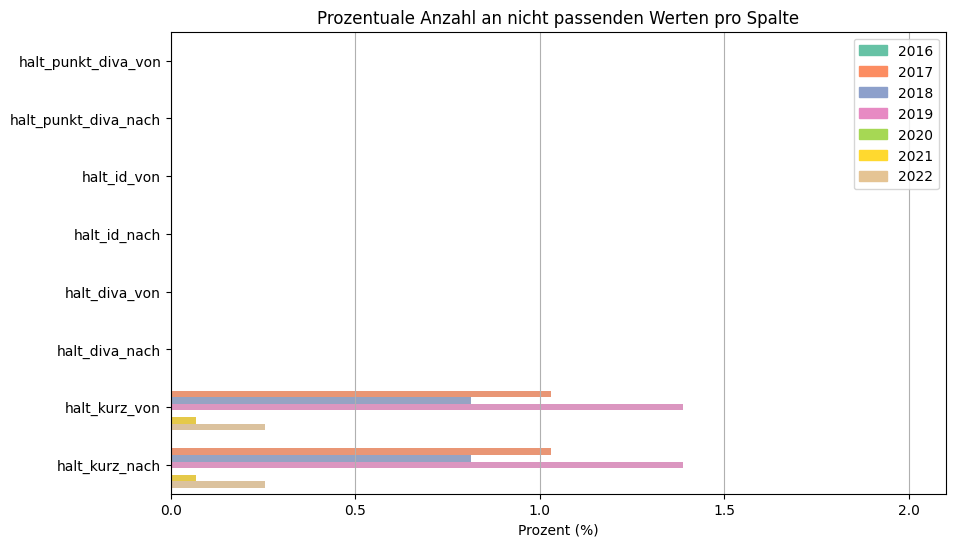 Prozentuale Anzahl an nicht passenden Werten pro Spalte
halt_punkt_diva_von
halt_punkt_diva_nach
halt_id_von
halt_id_nach
halt_diva_von
halt_diva_nach
halt_kurz_von
halt_kurz_nach
2016
2017
2018
2019
2020
2021
2022
0.0 0.5 1.0 1.5 2.0
Prozent (%)